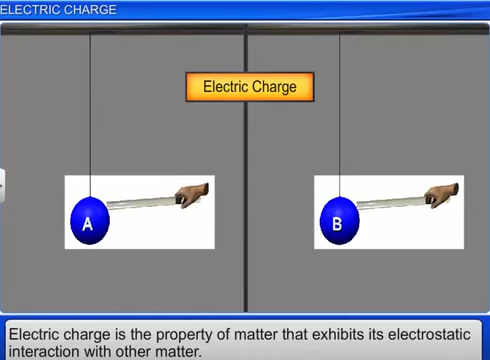 ELECTRIC CHARGE
Electric Charge
A
B
Electric charge is the property of matter that exhibits its electrostatic
interaction with other matter.